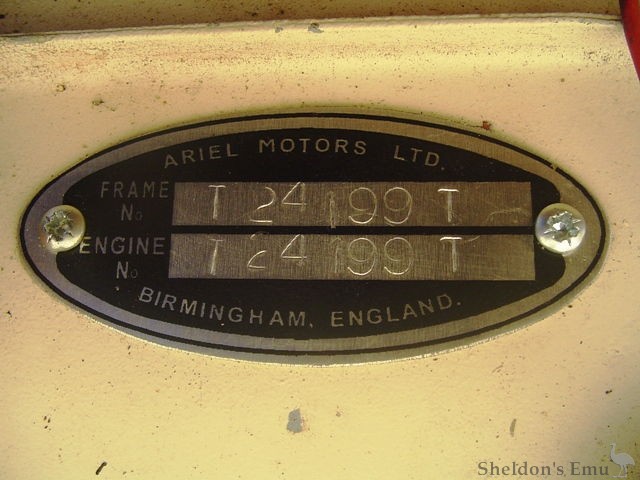 ARIEL MOTORS LTD.
FRAME No T 24199 T
ENGINE No T 24199 T
BIRMINGHAM, ENGLAND.
Sheldon's Emu